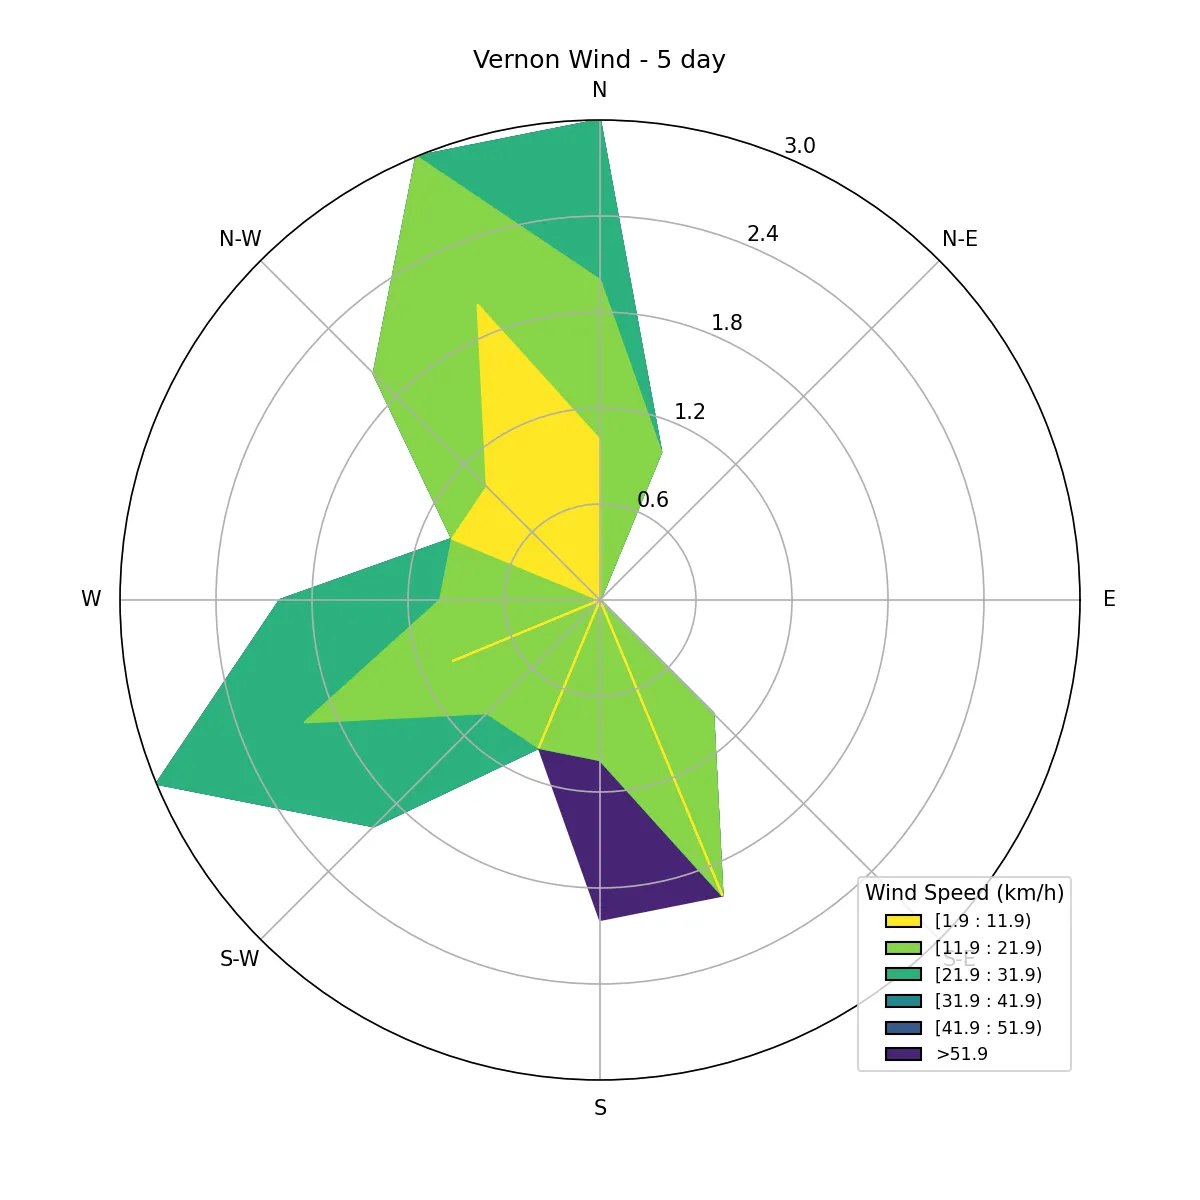 Vernon Wind - 5 day
N
3.0
N-W
2.4
N-E
1.8
1.2
0.6
W
E
S-W
S-E
S
Wind Speed (km/h)
[1.9 : 11.9)
[11.9 : 21.9)
[21.9 : 31.9)
[31.9 : 41.9)
[41.9 : 51.9)
>51.9